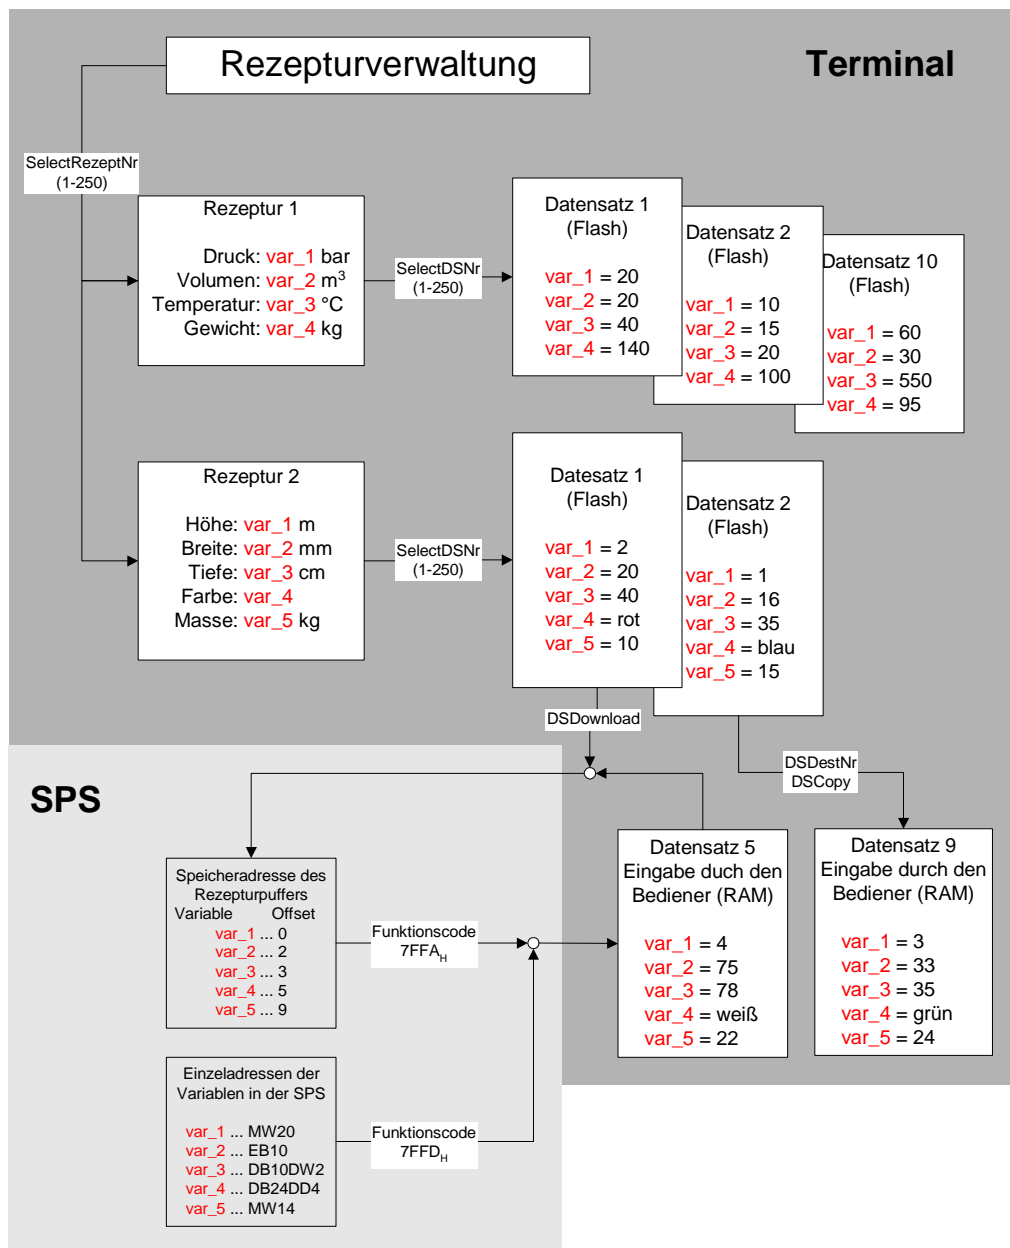 Rezepturverwaltung
Terminal
SelectRezeptNr
(1-250)
Rezeptur 1
Druck: var_1 bar
Volumen: var_2 m³
Temperatur: var_3 °C
Gewicht: var_4 kg
SelectDSNr
(1-250)
Datensatz 1
(Flash)
var_1 = 20
var_2 = 20
var_3 = 40
var_4 = 140
Datensatz 2
(Flash)
var_1 = 10
var_2 = 15
var_3 = 20
var_4 = 100
Datensatz 10
(Flash)
var_1 = 60
var_2 = 30
var_3 = 550
var_4 = 95
Rezeptur 2
Höhe: var_1 m
Breite: var_2 mm
Tiefe: var_3 cm
Farbe: var_4
Masse: var_5 kg
SelectDSNr
(1-250)
Datesatz 1
(Flash)
var_1 = 2
var_2 = 20
var_3 = 40
var_4 = rot
var_5 = 10
Datensatz 2
(Flash)
var_1 = 1
var_2 = 16
var_3 = 35
var_4 = blau
var_5 = 15
DSDownload
DSDestNr
DSCopy
SPS
Speicheradresse des
Rezepturpuffers
Variable Offset
var_1 ... 0
var_2 ... 2
var_3 ... 3
var_4 ... 5
var_5 ... 9
Funktionscode
7FFA_H
Datensatz 5
Eingabe duch den
Bediener (RAM)
var_1 = 4
var_2 = 75
var_3 = 78
var_4 = weiß
var_5 = 22
Datensatz 9
Eingabe durch den
Bediener (RAM)
var_1 = 3
var_2 = 33
var_3 = 35
var_4 = grün
var_5 = 24
Einzeladressen der
Variablen in der SPS
var_1 ... MW20
var_2 ... EB10
var_3 ... DB10DW2
var_4 ... DB24DD4
var_5 ... MW14
Funktionscode
7FFD_H